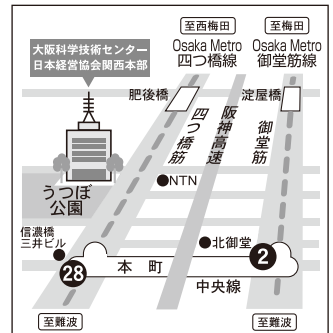 至西梅田
至梅田
大阪科学技術センター
日本経営協会関西本部
Osaka Metro
四つ橋線
Osaka Metro
御堂筋線
肥後橋
淀屋橋
四つ橋筋
阪神高速
御堂筋
うつぼ
公園
NTN
信濃橋
三井ビル
北御堂
28
本町
2
中央線
至難波
至難波